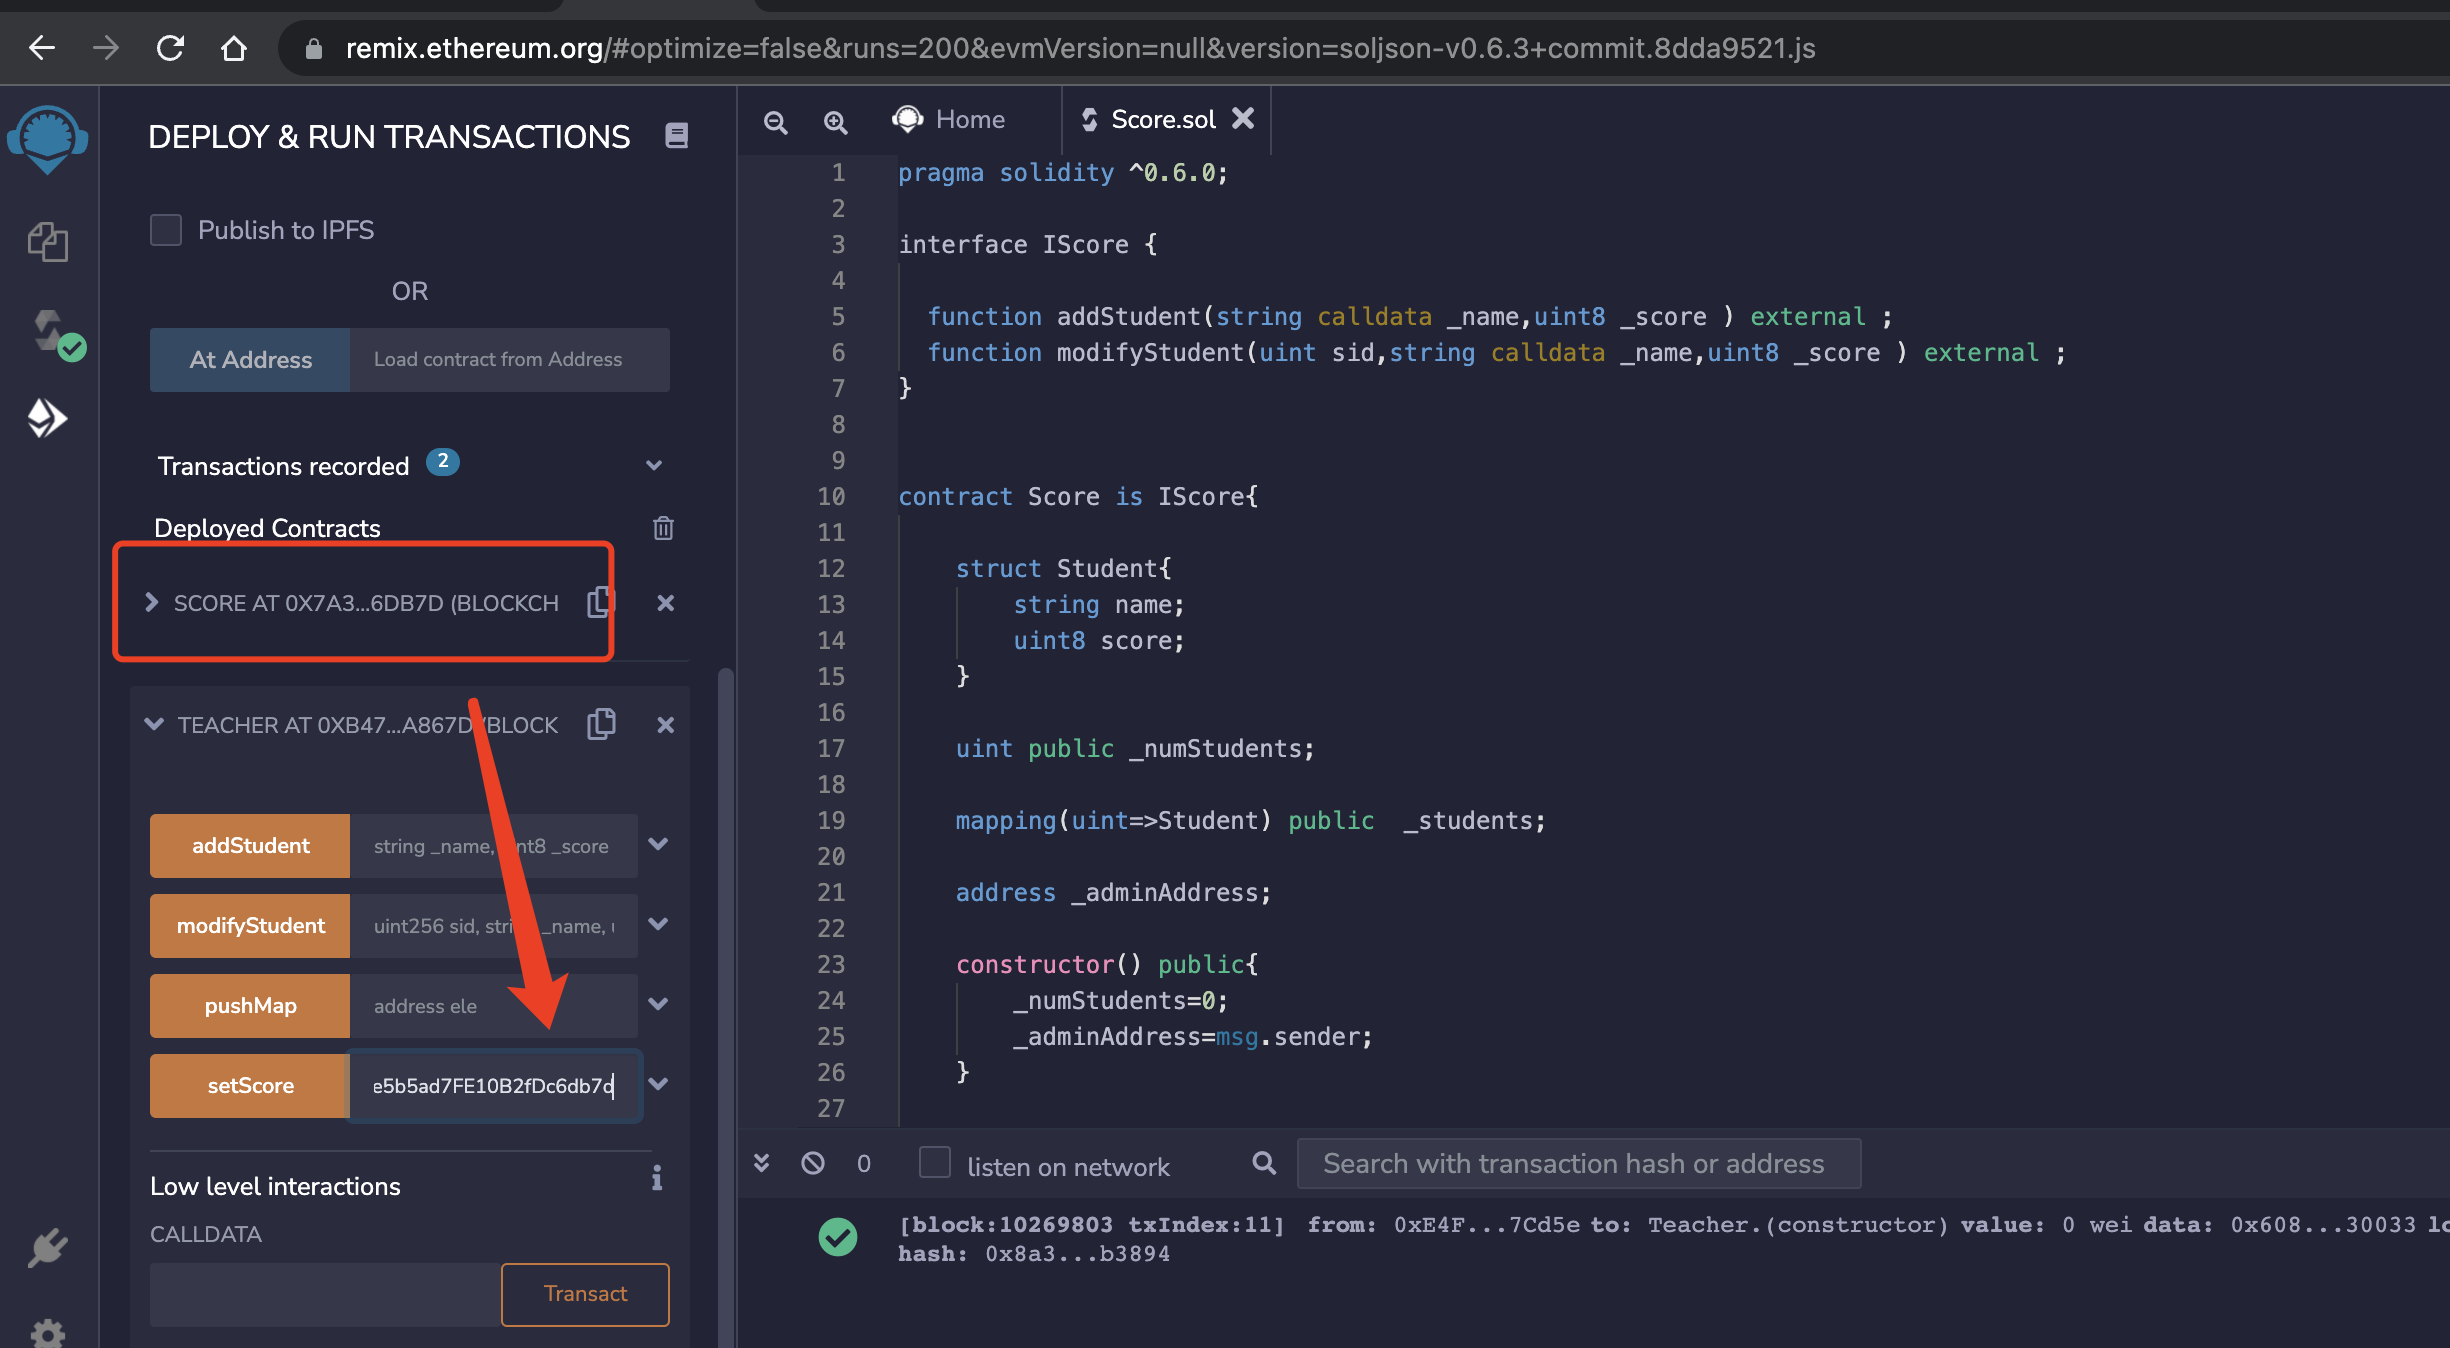 remix.ethereum.org/#optimize=false&runs=200&evmVersion=null&version=soljson-v0.6.3+commit.8dda9521.js
DEPLOY & RUN TRANSACTIONS
Publish to IPFS
OR
At Address
Load contract from Address
Transactions recorded 2
Deployed Contracts
SCORE AT 0X7A3...6DB7D (BLOCKCH
TEACHER AT 0XB47...A867D (BLOCK
addStudent
string _name, uint8 _score
modifyStudent
uint256 sid, string _name, u
pushMap
address ele
setScore
e5b5ad7FE10B2fDc6db7d
Low level interactions
CALLDATA
Transact
Home
Score.sol
1 pragma solidity ^0.6.0;
2
3 interface IScore {
4
5 function addStudent(string calldata _name,uint8 _score ) external ;
6 function modifyStudent(uint sid,string calldata _name,uint8 _score ) external ;
7 }
8
9
10 contract Score is IScore{
11
12 struct Student{
13 string name;
14 uint8 score;
15 }
16
17 uint public _numStudents;
18
19 mapping(uint=>Student) public  _students;
20
21 address _adminAddress;
22
23 constructor() public{
24 _numStudents=0;
25 _adminAddress=msg.sender;
26 }
27
0
listen on network
Search with transaction hash or address
[block:10269803 txIndex:11] from: 0xE4F...7Cd5e to: Teacher.(constructor) value: 0 wei data: 0x608...30033 lo
hash: 0x8a3...b3894